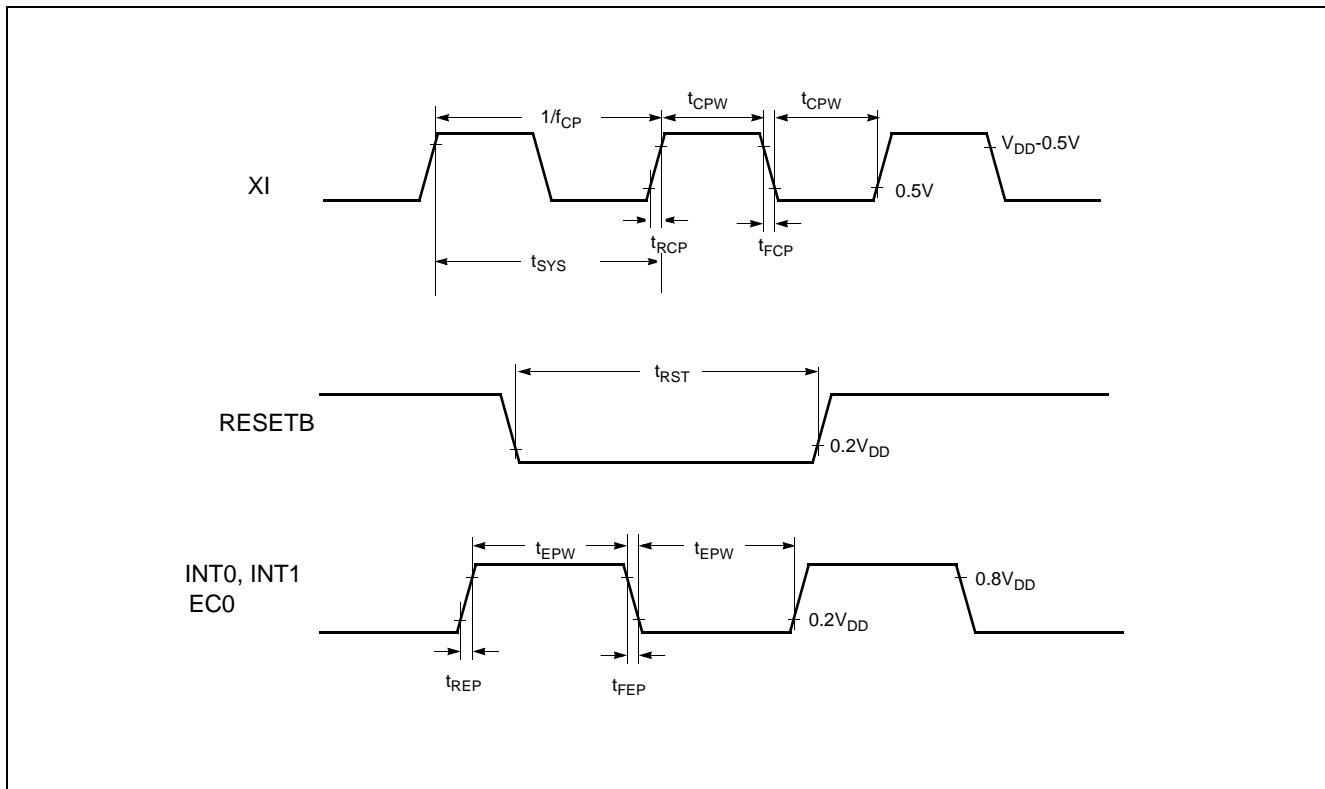 1/fCP
tCPW
tCPW
VDD-0.5V
XI
0.5V
tRCP
tFCP
tSYS
tRST
RESETB
0.2VDD
tEPW
tEPW
INT0, INT1
EC0
0.8VDD
0.2VDD
tREP
tFEP